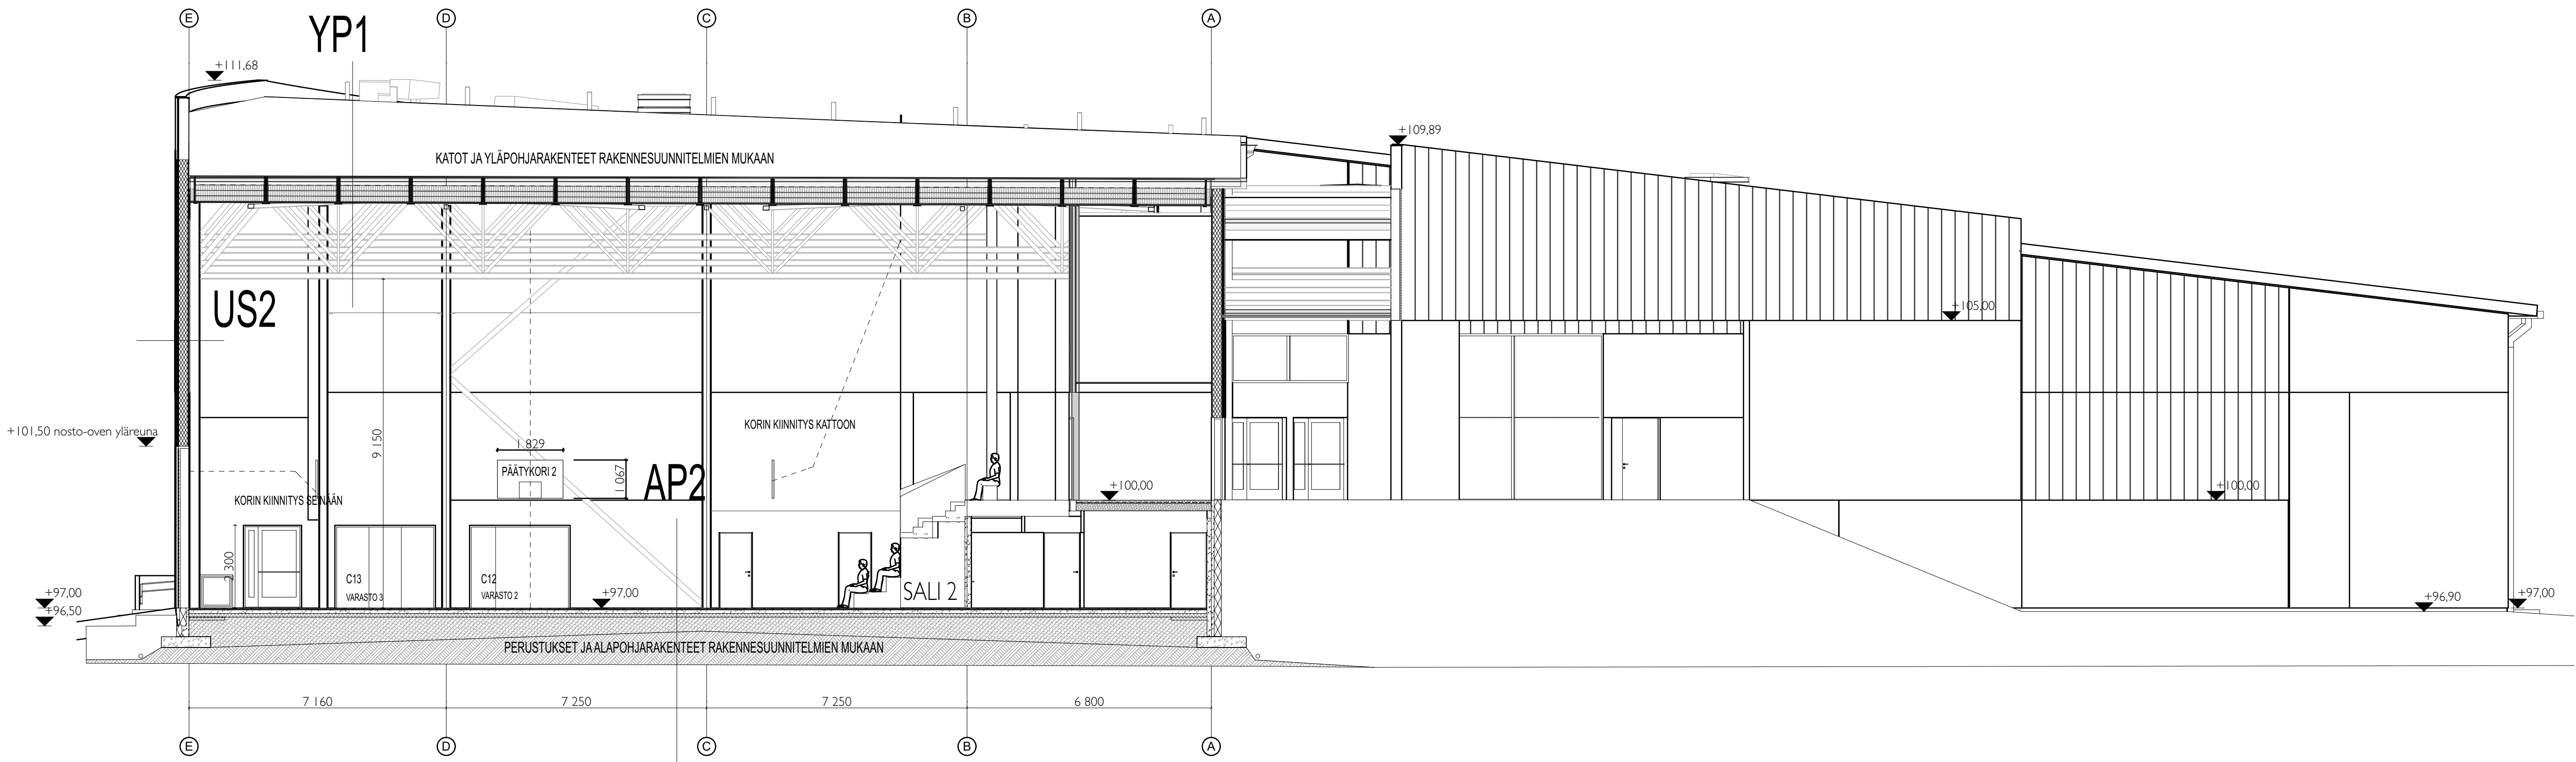 E
D
C
B
A
YP1
+111,68
+109,89
KATOT JA YLÄPOHJARAKENTEET RAKENNESUUNNITELMIEN MUKAAN
US2
+105,00
+101,50 nosto-oven yläreuna
9 150
1 829
KORIN KIINNITYS KATTOON
PÄÄTYKORI 2
1 067
AP2
KORIN KIINNITYS SEINÄÄN
+100,00
+100,00
2 300
C13
VARASTO 3
C12
VARASTO 2
+97,00
SALI 2
+97,00
+96,50
+96,90
+97,00
PERUSTUKSET JA ALAPOHJARAKENTEET RAKENNESUUNNITELMIEN MUKAAN
7 160
7 250
7 250
6 800
E
D
C
B
A